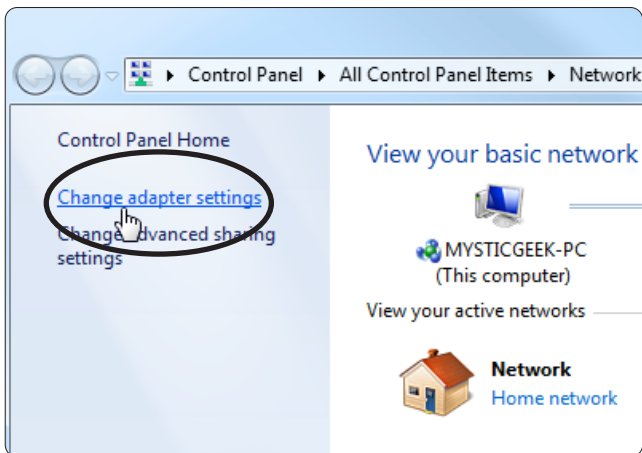 Control Panel ▸ All Control Panel Items ▸ Network
Control Panel Home
Change adapter settings
Change advanced sharing
settings
View your basic network
MYSTICGEEK-PC
(This computer)
View your active networks
Network
Home network